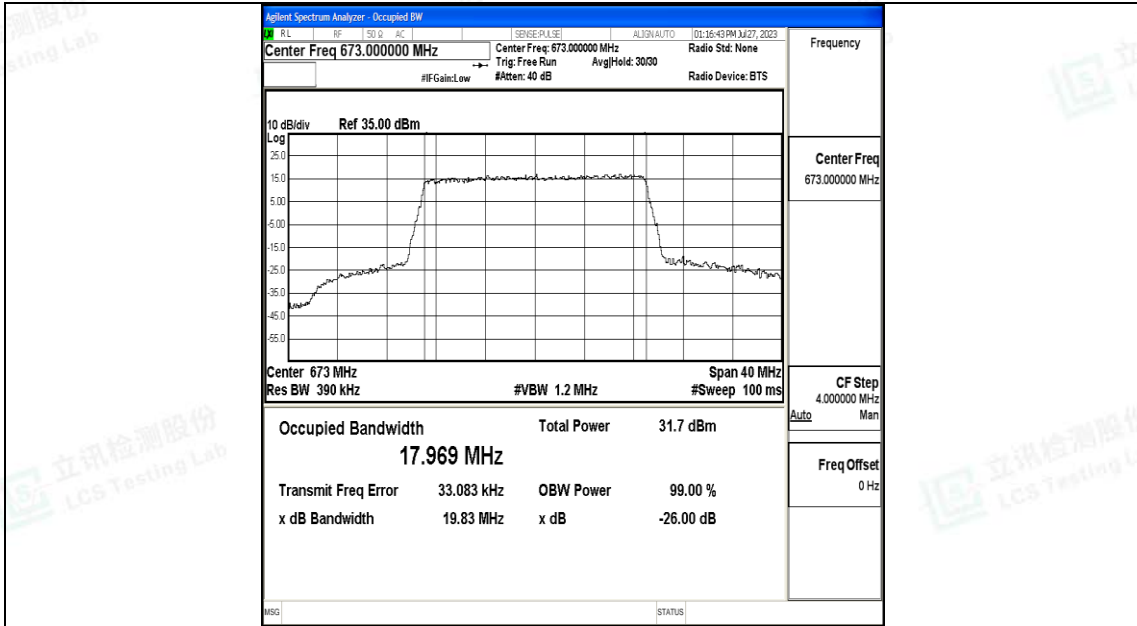 Agilent Spectrum Analyzer - Occupied BW
RL RF 50 Ω AC SENSE:PULSE ALIGN AUTO 01:16:43 PM Jul 27, 2023
Center Freq 673.000000 MHz
Center Freq: 673.000000 MHz
Radio Std: None
Trig: Free Run Avg|Hold: 30/30
#IFGain:Low
#Atten: 40 dB
Radio Device: BTS
10 dB/div Ref 35.00 dBm
Log
25.0
15.0
5.00
-5.00
-15.0
-25.0
-35.0
-45.0
-55.0
Center 673 MHz Span 40 MHz
Res BW 390 kHz #VBW 1.2 MHz #Sweep 100 ms
Occupied Bandwidth Total Power 31.7 dBm
17.969 MHz
Transmit Freq Error 33.083 kHz OBW Power 99.00 %
x dB Bandwidth 19.83 MHz x dB -26.00 dB
MSG STATUS
Frequency
Center Freq
673.000000 MHz
CF Step
4.000000 MHz
Auto Man
Freq Offset
0 Hz
立讯检测股份
LCS Testing Lab